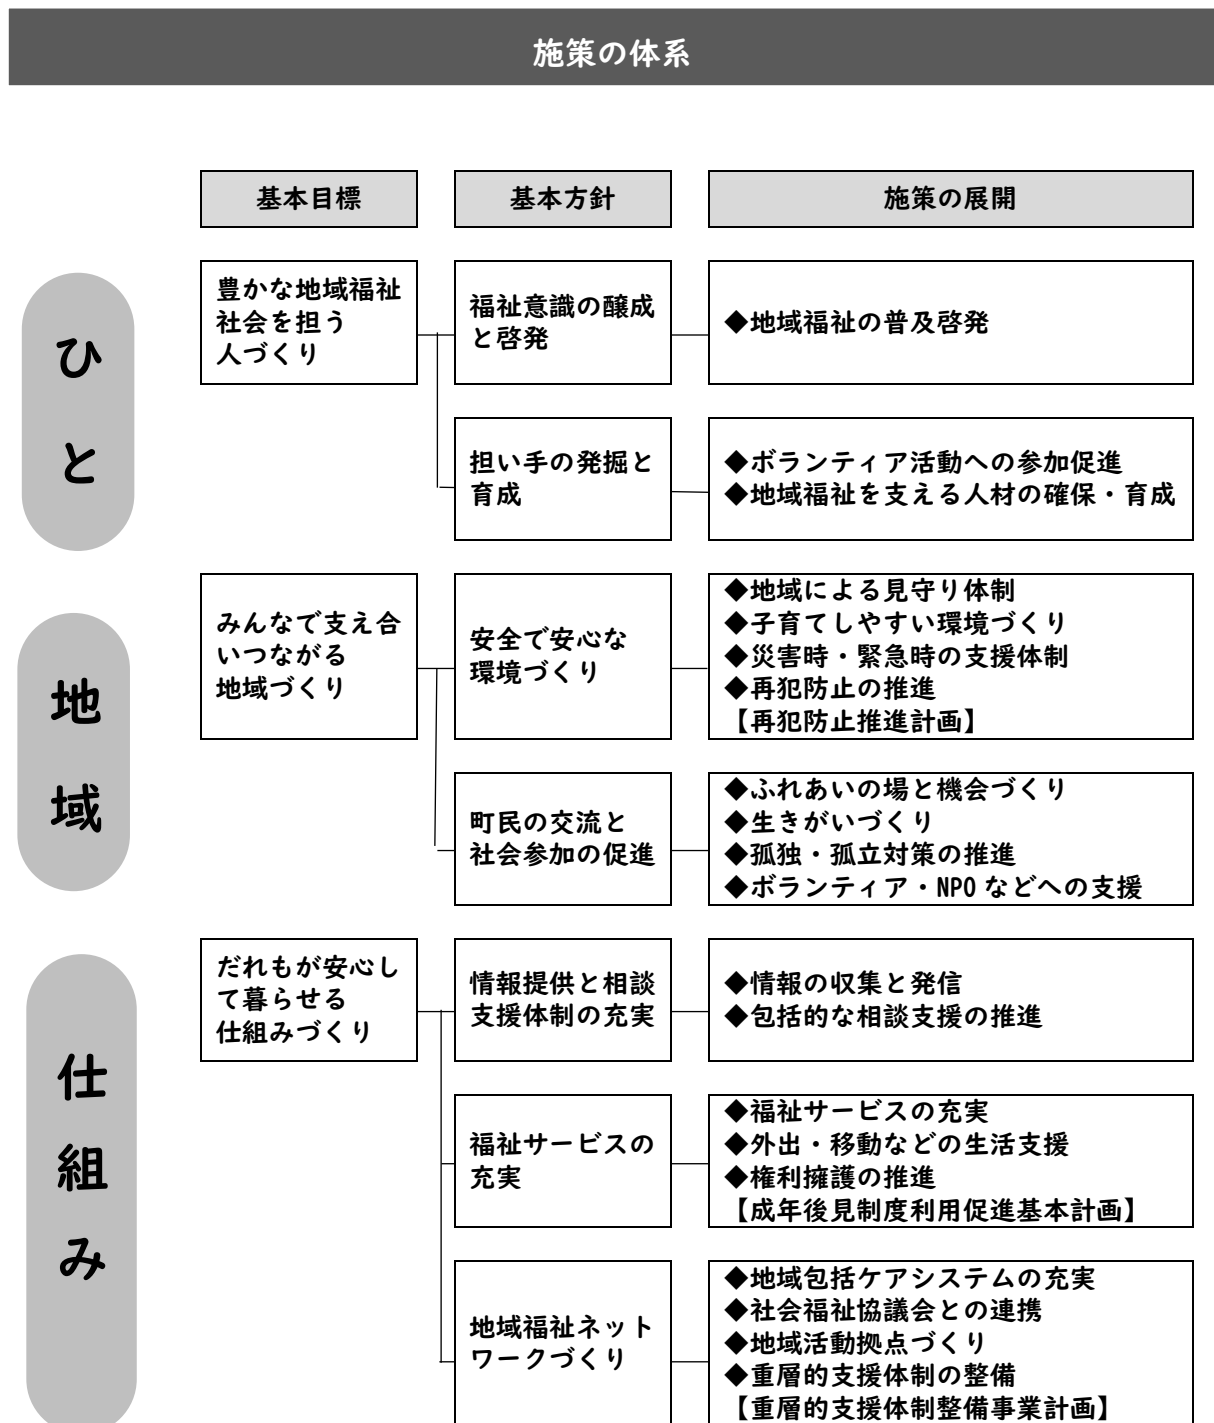 施策の体系
基本目標
基本方針
施策の展開
ひと
豊かな地域福祉
社会を担う
人づくり
福祉意識の醸成
と啓発
◆地域福祉の普及啓発
担い手の発掘と
育成
◆ボランティア活動への参加促進
◆地域福祉を支える人材の確保・育成
地域
みんなで支え合
いつながる
地域づくり
安全で安心な
環境づくり
◆地域による見守り体制
◆子育てしやすい環境づくり
◆災害時・緊急時の支援体制
◆再犯防止の推進
【再犯防止推進計画】
町民の交流と
社会参加の促進
◆ふれあいの場と機会づくり
◆生きがいづくり
◆孤独・孤立対策の推進
◆ボランティア・NPOなどへの支援
仕組み
だれもが安心し
て暮らせる
仕組みづくり
情報提供と相談
支援体制の充実
◆情報の収集と発信
◆包括的な相談支援の推進
福祉サービスの
充実
◆福祉サービスの充実
◆外出・移動などの生活支援
◆権利擁護の推進
【成年後見制度利用促進基本計画】
地域福祉ネット
ワークづくり
◆地域包括ケアシステムの充実
◆社会福祉協議会との連携
◆地域活動拠点づくり
◆重層的支援体制の整備
【重層的支援体制整備事業計画】